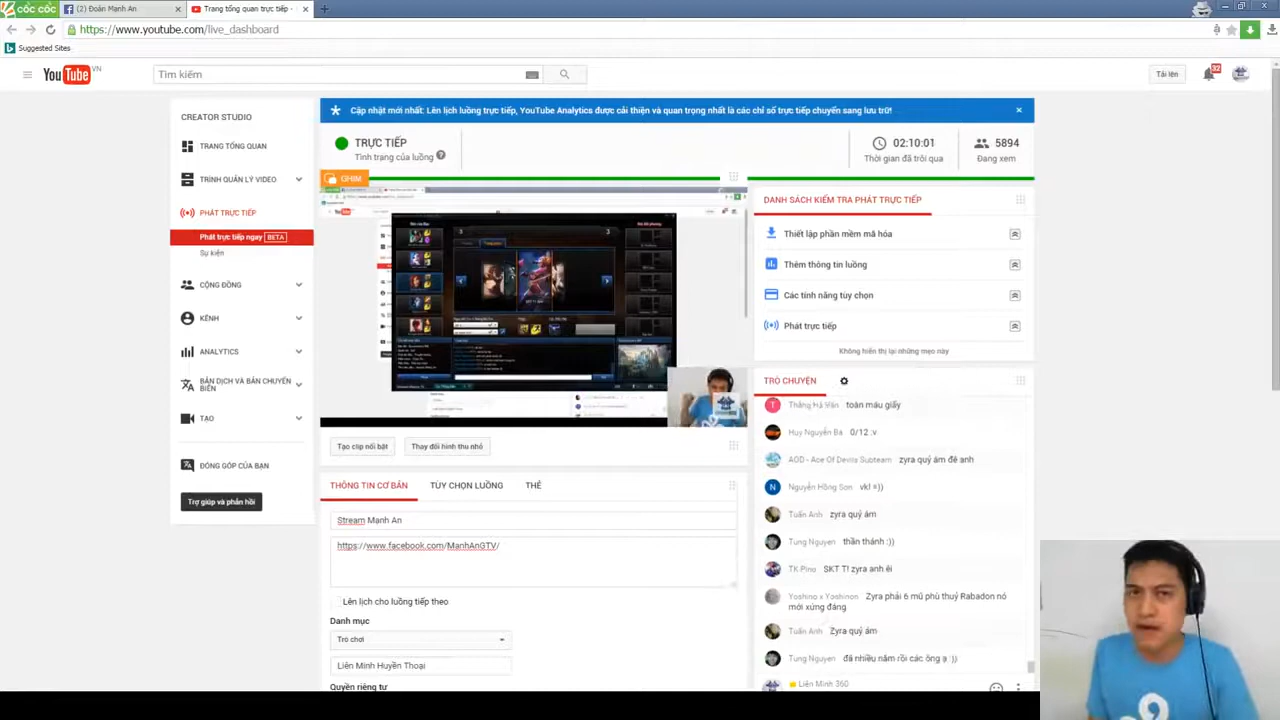 cốc cốc
(2) Đoàn Mạnh An
Trang tổng quan trực tiếp -
https://www.youtube.com/live_dashboard
Suggested Sites
YouTube VN
Tìm kiếm
Tải lên
32
CREATOR STUDIO
TRANG TỔNG QUAN
TRÌNH QUẢN LÝ VIDEO
PHÁT TRỰC TIẾP
Phát trực tiếp ngay BETA
Sự kiện
CỘNG ĐỒNG
KÊNH
ANALYTICS
BẢN DỊCH VÀ BẢN CHUYỂN
BIÊN
TẠO
ĐÓNG GÓP CỦA BẠN
Trợ giúp và phản hồi
Cập nhật mới nhất: Lên lịch luồng trực tiếp, YouTube Analytics được cải thiện và quan trọng nhất là các chỉ số trực tiếp chuyển sang lưu trữ!
TRỰC TIẾP
Tình trạng của luồng
02:10:01
Thời gian đã trôi qua
5894
Đang xem
GHIM
Tạo clip nổi bật
Thay đổi hình thu nhỏ
THÔNG TIN CƠ BẢN
TÙY CHỌN LUỒNG
THẺ
Stream Mạnh An
https://www.facebook.com/ManhAnGTV/
Lên lịch cho luồng tiếp theo
Danh mục
Trò chơi
Liên Minh Huyền Thoại
Quyền riêng tư
DANH SÁCH KIỂM TRA PHÁT TRỰC TIẾP
Thiết lập phần mềm mã hóa
Thêm thông tin luồng
Các tính năng tùy chọn
Phát trực tiếp
Không hiển thị lại những mẹo này
TRÒ CHUYỆN
Thắng Hà Văn toàn máu giấy
Huy Nguyễn Bá 0/12 :v
AOD - Ace Of Devils Subteam zyra quỷ ám đê anh
Nguyễn Hồng Sơn vkl =))
Tuấn Anh zyra quỷ ám
Tung Nguyen thần thánh :))
TK Pino SKT T! zyra anh êi
Yoshino x Yoshinon Zyra phải 6 mũ phù thuỷ Rabadon nó
mới xứng đáng
Tuấn Anh Zyra quỷ ám
Tung Nguyen đã nhiều năm rồi các ông ạ :))
Liên Minh 360